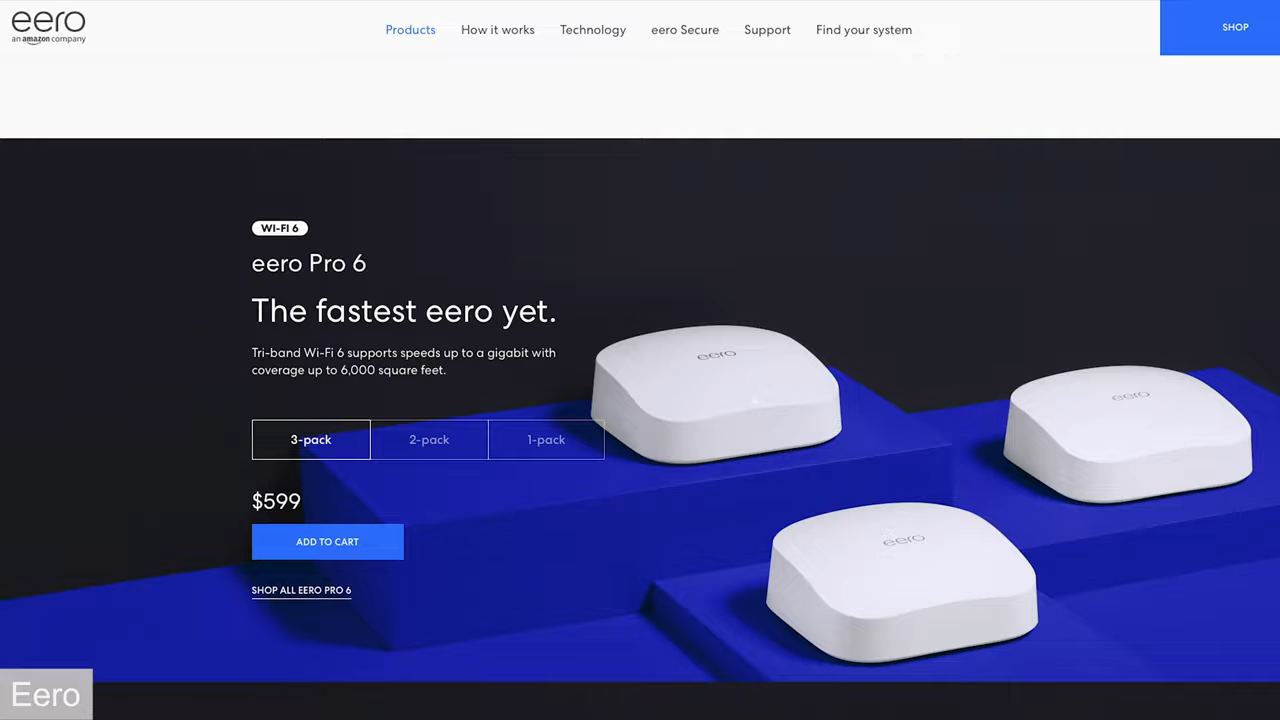 eero
an amazon company
Products
How it works
Technology
eero Secure
Support
Find your system
SHOP
WI-FI 6
eero Pro 6
The fastest eero yet.
Tri-band Wi-Fi 6 supports speeds up to a gigabit with
coverage up to 6,000 square feet.
3-pack
2-pack
1-pack
$599
ADD TO CART
SHOP ALL EERO PRO 6
eero
eero
eero
Eero